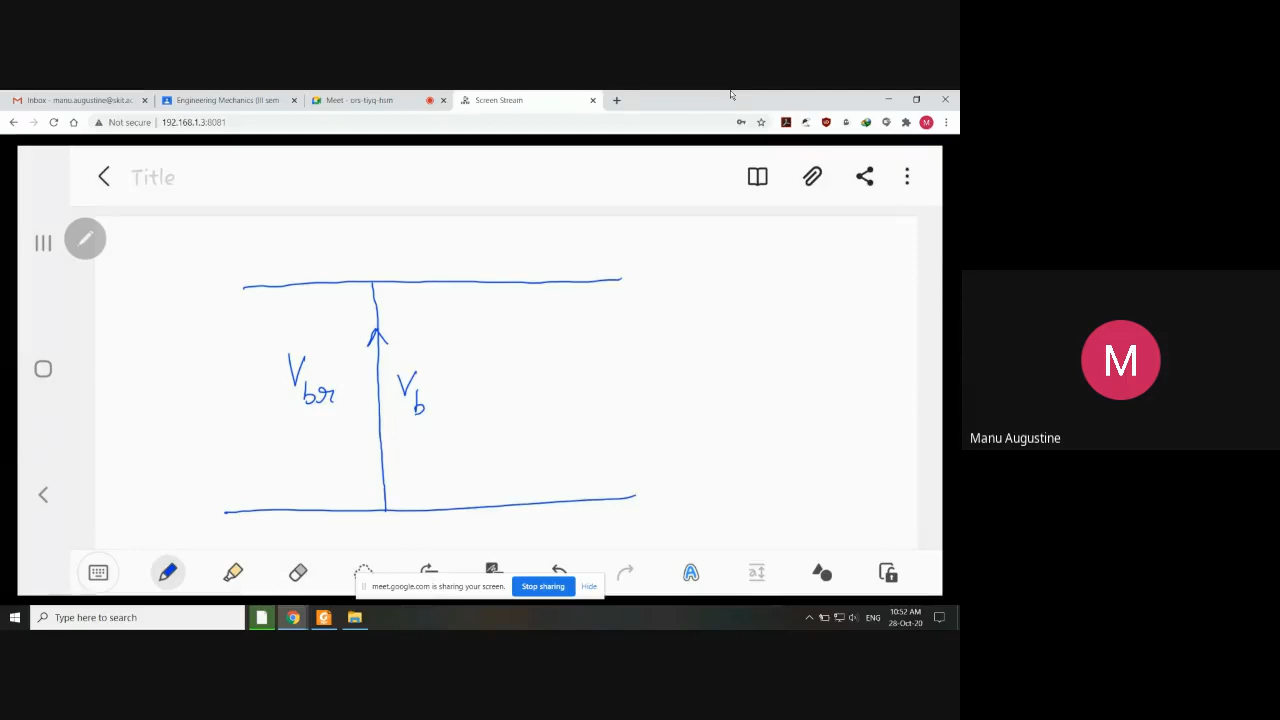 Inbox - manu.augustine@skit.ac.
Engineering Mechanics (III sem
Meet - ors-tiyq-hsm
Screen Stream
Not secure | 192.168.1.3:8081
Title
V br
V b
M
Manu Augustine
meet.google.com is sharing your screen.
Stop sharing
Hide
Type here to search
ENG
10:52 AM
28-Oct-20